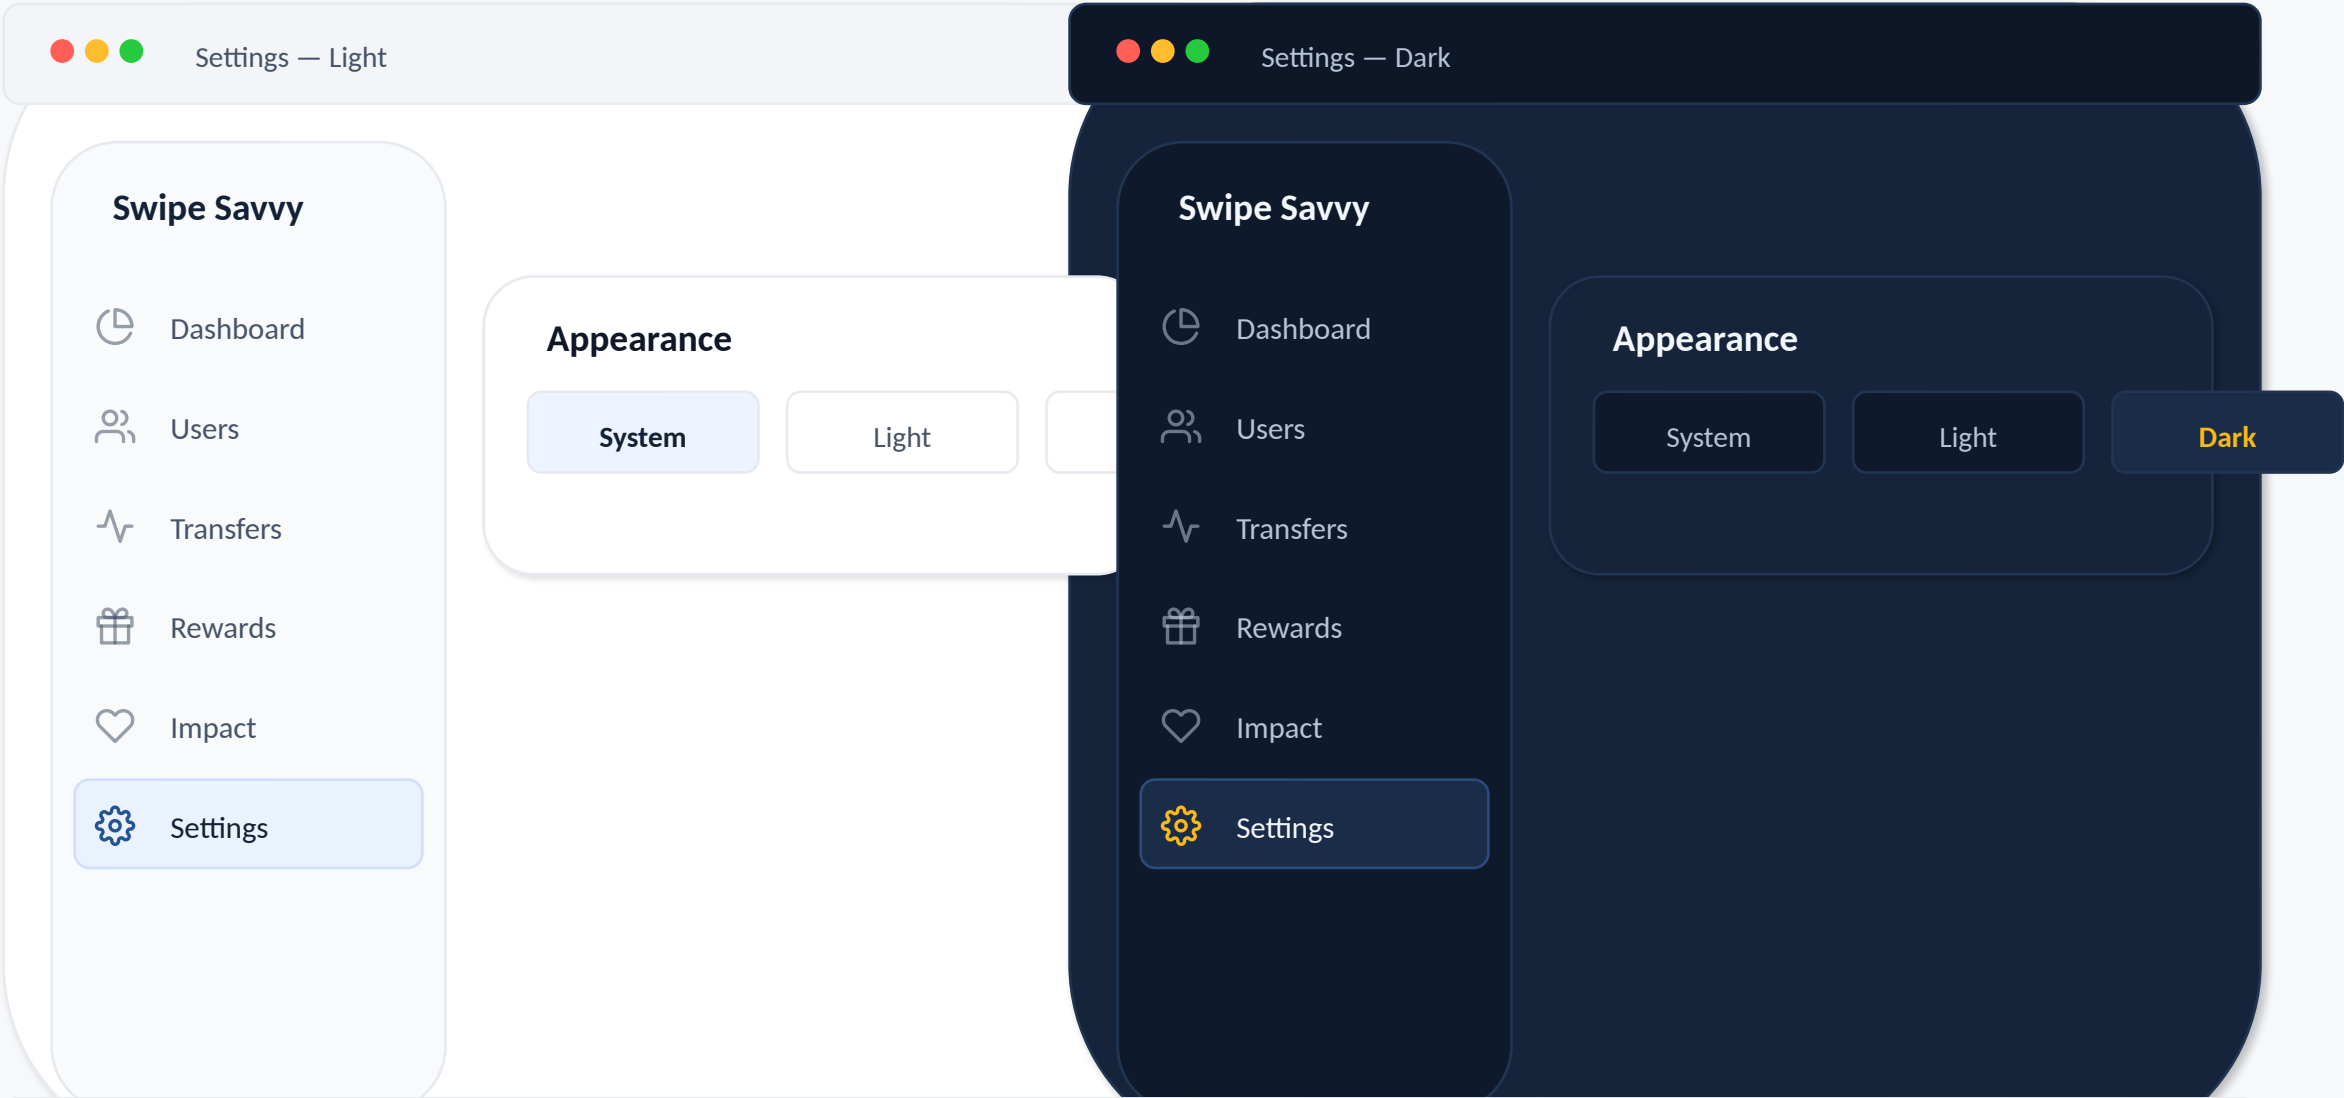 Settings — Light
Swipe Savvy
Dashboard
Users
Transfers
Rewards
Impact
Settings
Appearance
System
Light
Settings — Dark
Swipe Savvy
Dashboard
Users
Transfers
Rewards
Impact
Settings
Appearance
System
Light
Dark